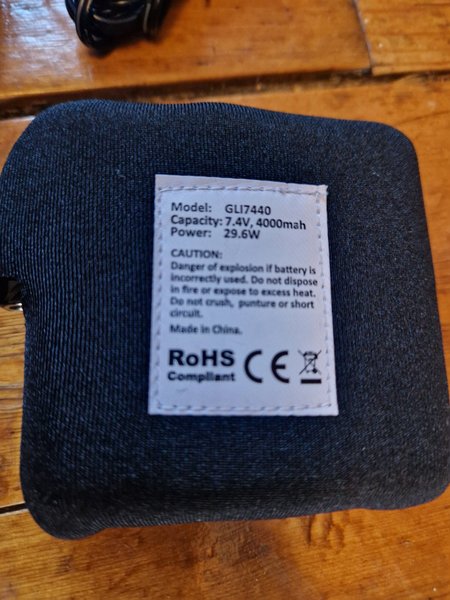 Model: GLI7440
Capacity: 7.4V, 4000mah
Power: 29.6W
CAUTION:
Danger of explosion if battery is
incorrectly used. Do not dispose
in fire or expose to excess heat.
Do not crush, punture or short
circuit.
Made in China.
RoHS
Compliant
CE